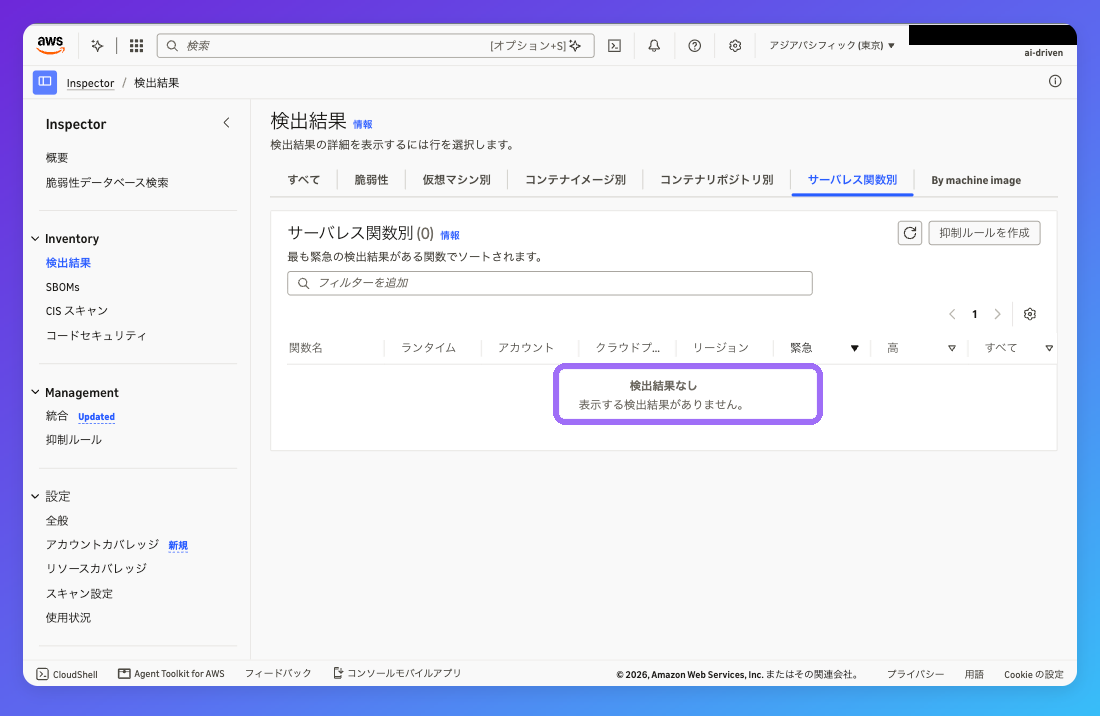 aws
検索
[オプション+S]
アジアパシフィック (東京) ▼
ai-driven
Inspector / 検出結果
Inspector
概要
脆弱性データベース検索
Inventory
検出結果
SBOMs
CIS スキャン
コードセキュリティ
Management
統合 Updated
抑制ルール
設定
全般
アカウントカバレッジ 新規
リソースカバレッジ
スキャン設定
使用状況
検出結果 情報
検出結果の詳細を表示するには行を選択します。
すべて 脆弱性 仮想マシン別 コンテナイメージ別 コンテナリポジトリ別 サーバレス関数別 By machine image
サーバレス関数別 (0) 情報
抑制ルールを作成
最も緊急の検出結果がある関数でソートされます。
フィルターを追加
1
関数名 ランタイム アカウント クラウドプ... リージョン 緊急 ▼ 高 ▽ すべて ▽
検出結果なし
表示する検出結果がありません。
CloudShell Agent Toolkit for AWS フィードバック コンソールモバイルアプリ © 2026, Amazon Web Services, Inc. またはその関連会社。 プライバシー 用語 Cookie の設定